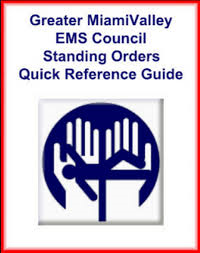 Greater MiamiValley
EMS Council
Standing Orders
Quick Reference Guide